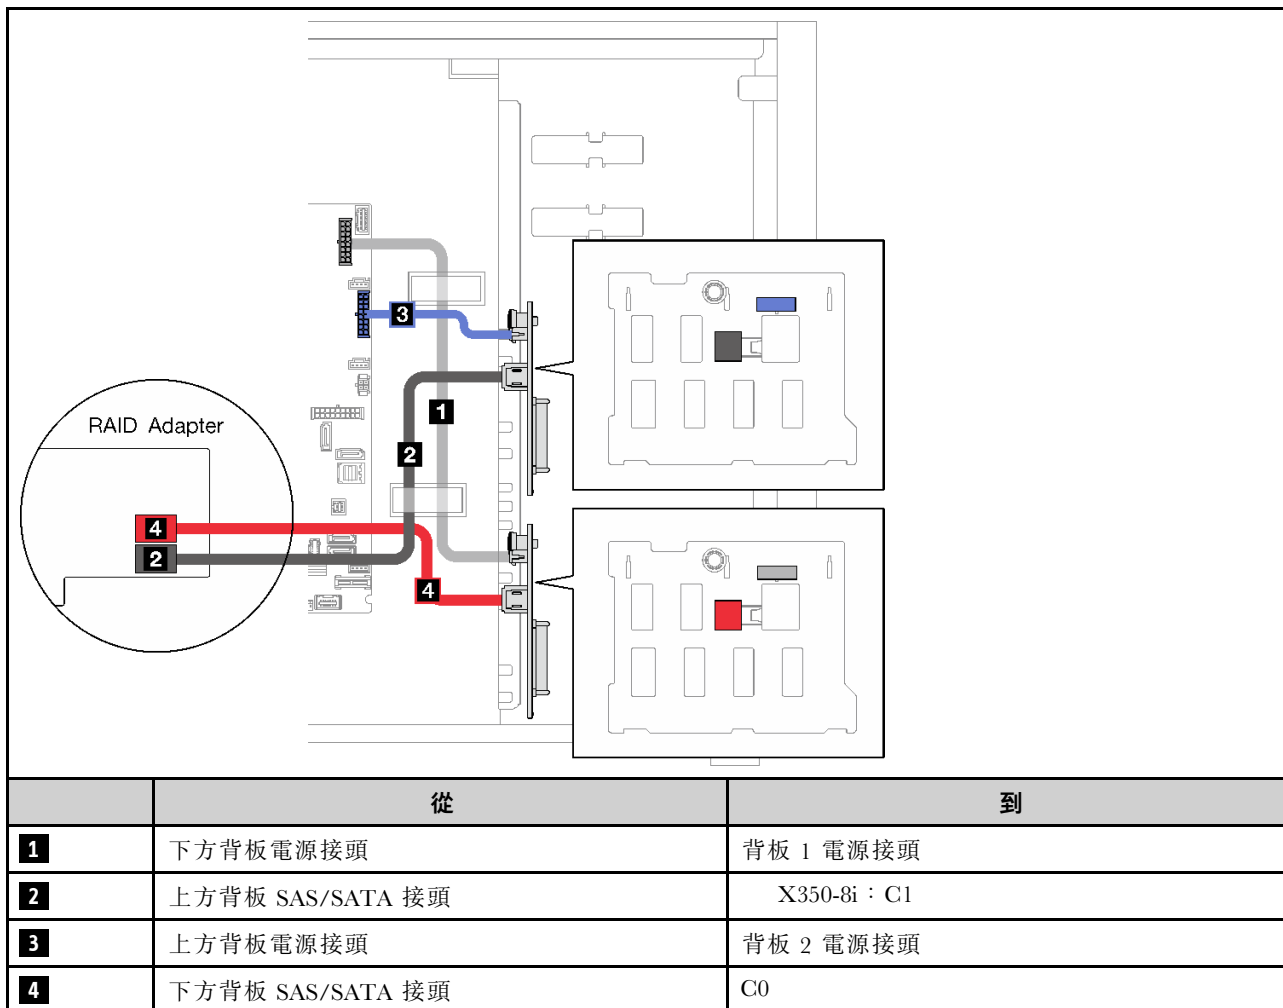 3
1
RAID Adapter
2
4
2
4
從 到
1 下方背板電源接頭 背板 1 電源接頭
2 上方背板 SAS/SATA 接頭 X350-8i：C1
3 上方背板電源接頭 背板 2 電源接頭
4 下方背板 SAS/SATA 接頭 C0